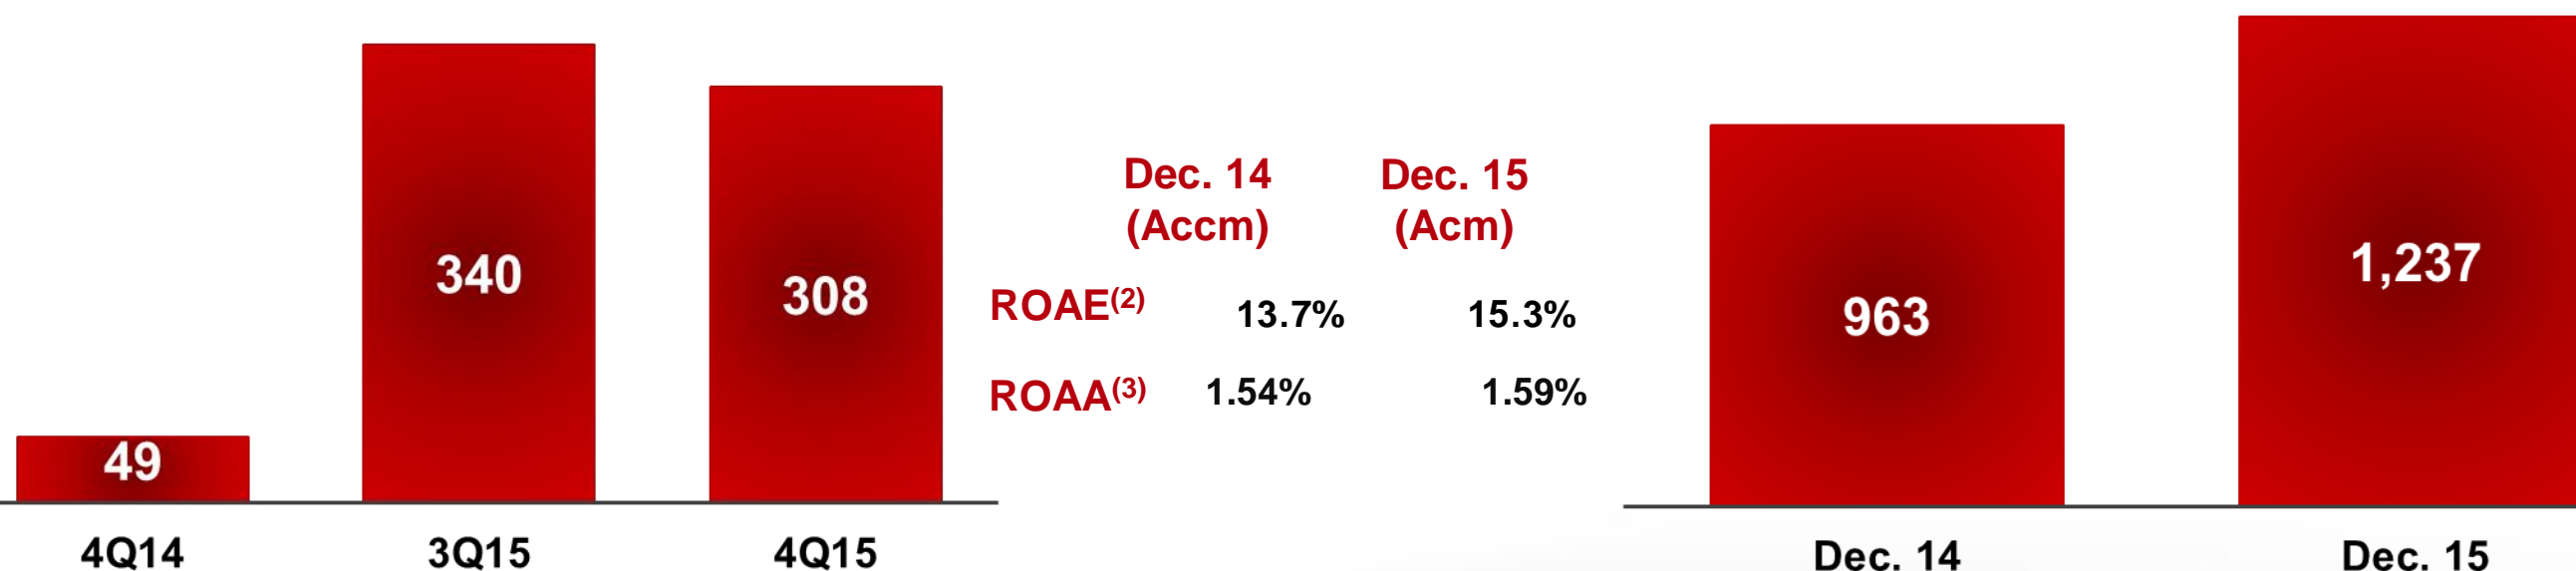 49
340
308
4Q14
3Q15
4Q15
Dec. 14 Dec. 15
(Accm) (Acm)
ROAE(2) 13.7% 15.3%
ROAA(3) 1.54% 1.59%
963
1,237
Dec. 14
Dec. 15